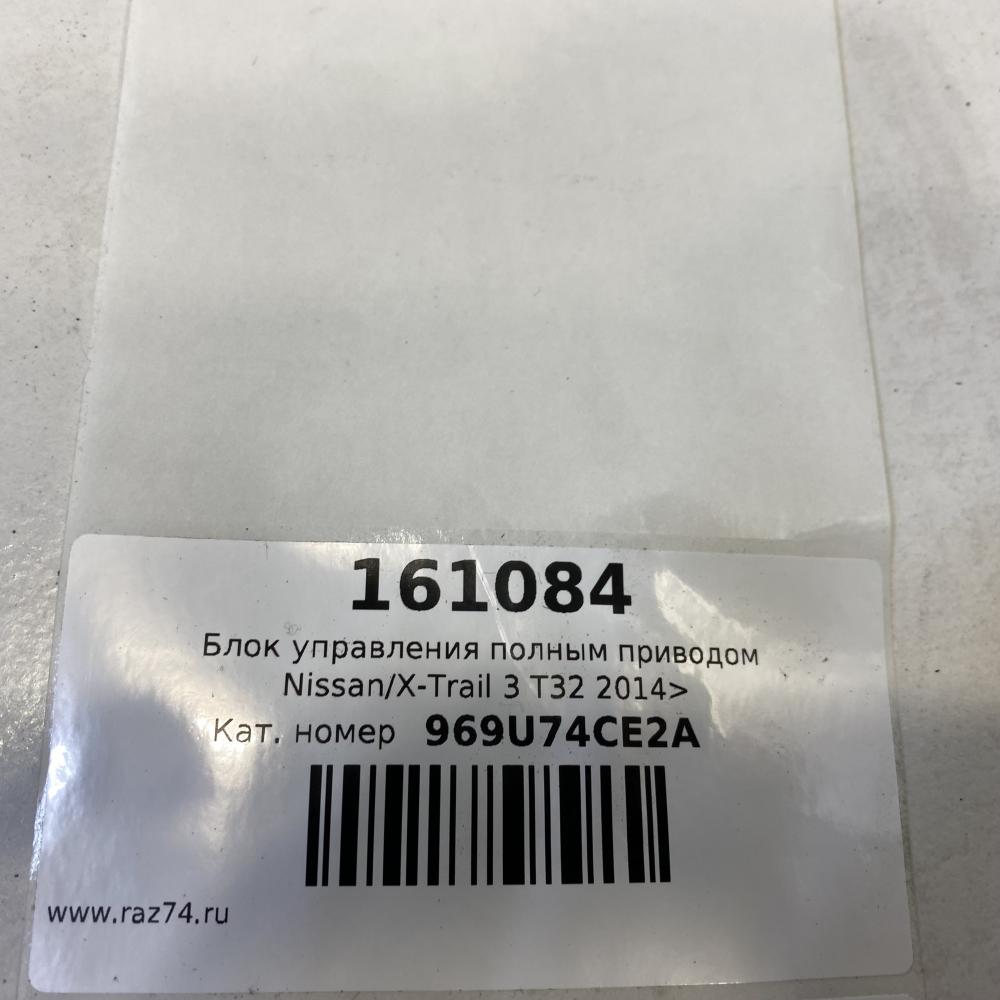 161084
Блок управления полным приводом
Nissan/X-Trail 3 T32 2014>
Кат. номер 969U74CE2A
www.raz74.ru